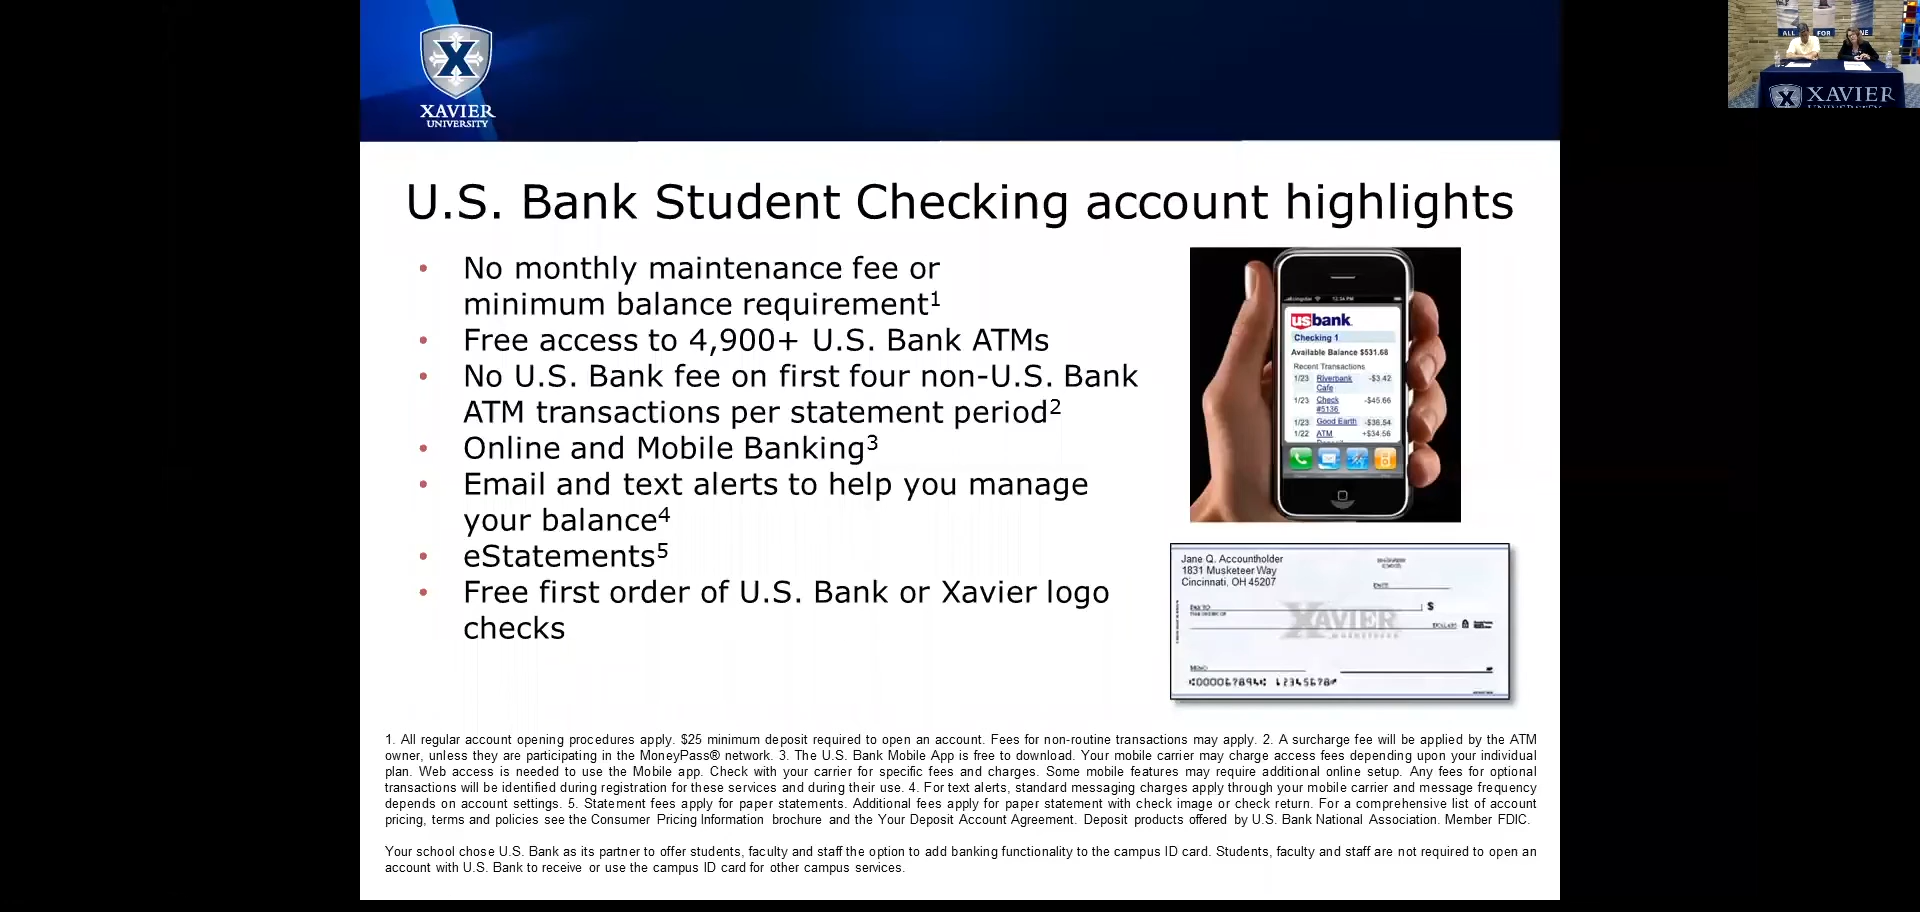 XAVIER
UNIVERSITY
ALL FOR ONE
XAVIER
UNIVERSITY
U.S. Bank Student Checking account highlights
• No monthly maintenance fee or
minimum balance requirement1
• Free access to 4,900+ U.S. Bank ATMs
• No U.S. Bank fee on first four non-U.S. Bank
ATM transactions per statement period2
• Online and Mobile Banking3
• Email and text alerts to help you manage
your balance4
• eStatements5
• Free first order of U.S. Bank or Xavier logo
checks
12:34 PM
usbank.
Checking 1
Available Balance $531.68
Recent Transactions
1/23 Riverbank -$3.42
Cafe
1/23 Check -$45.66
#5136
1/23 Good Earth -$36.54
1/22 ATM +$34.56
Jane Q. Accountholder
1831 Musketeer Way
Cincinnati, OH 45207
DATE
PAY TO
THE ORDER OF
$
XAVIER
MUSKETEERS
DOLLARS
MEMO
1. All regular account opening procedures apply. $25 minimum deposit required to open an account. Fees for non-routine transactions may apply. 2. A surcharge fee will be applied by the ATM
owner, unless they are participating in the MoneyPass® network. 3. The U.S. Bank Mobile App is free to download. Your mobile carrier may charge access fees depending upon your individual
plan. Web access is needed to use the Mobile app. Check with your carrier for specific fees and charges. Some mobile features may require additional online setup. Any fees for optional
transactions will be identified during registration for these services and during their use. 4. For text alerts, standard messaging charges apply through your mobile carrier and message frequency
depends on account settings. 5. Statement fees apply for paper statements. Additional fees apply for paper statement with check image or check return. For a comprehensive list of account
pricing, terms and policies see the Consumer Pricing Information brochure and the Your Deposit Account Agreement. Deposit products offered by U.S. Bank National Association. Member FDIC.
Your school chose U.S. Bank as its partner to offer students, faculty and staff the option to add banking functionality to the campus ID card. Students, faculty and staff are not required to open an
account with U.S. Bank to receive or use the campus ID card for other campus services.